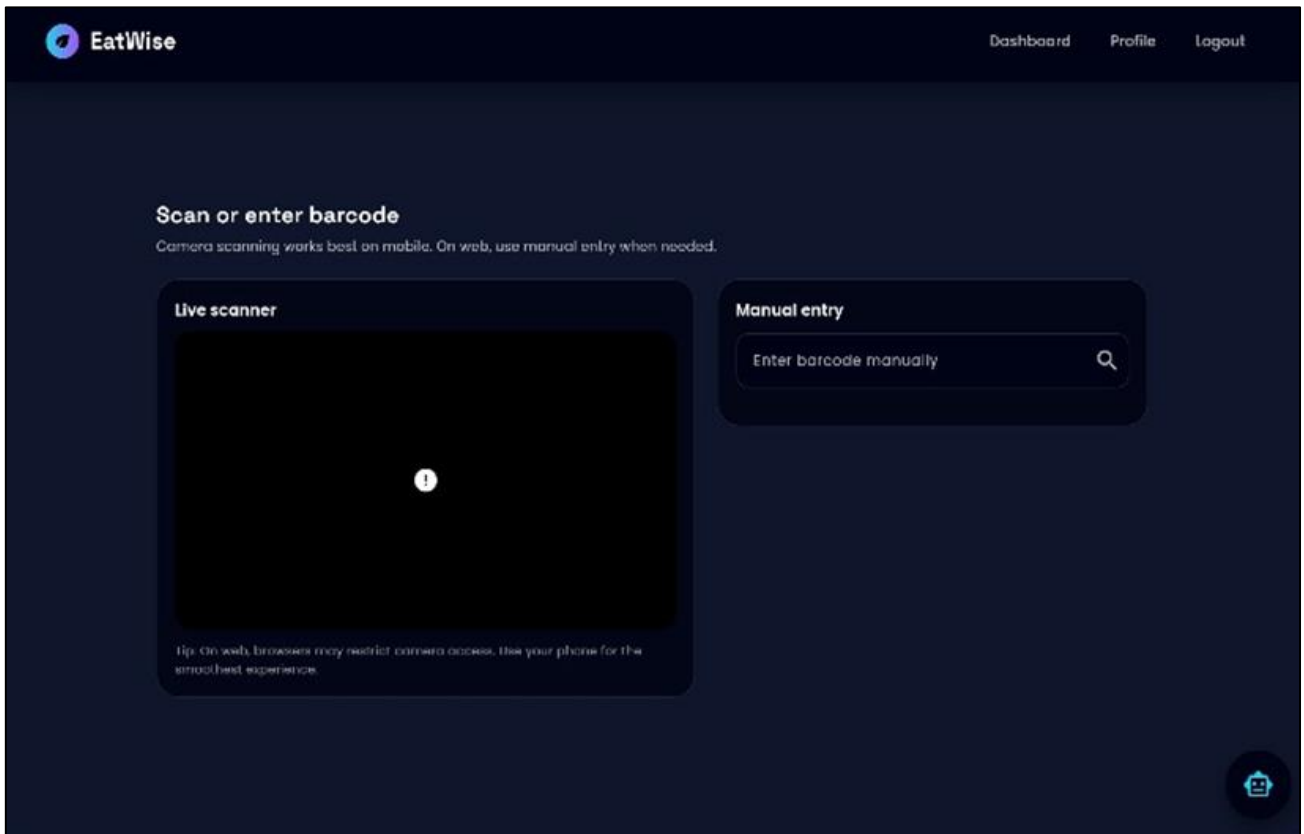 EatWise
Dashboard Profile Logout
Scan or enter barcode
Camera scanning works best on mobile. On web, use manual entry when needed.
Live scanner
Manual entry
Enter barcode manually
Tip: On web, browsers may restrict camera access. Use your phone for the
smoothest experience.